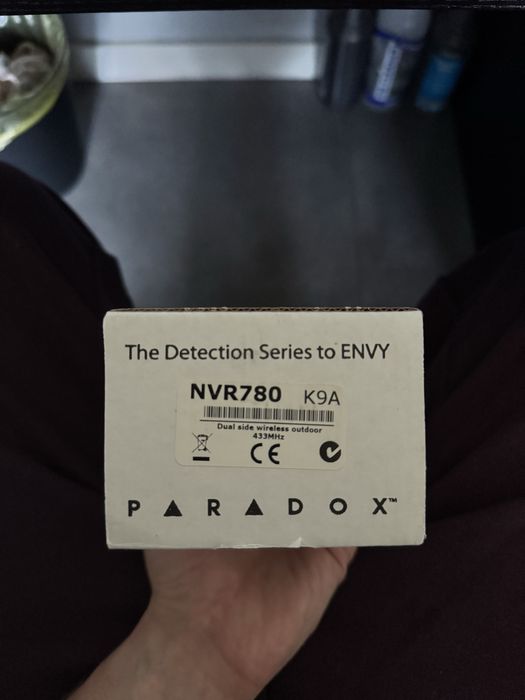 The Detection Series to ENVY
NVR780 K9A
Dual side wireless outdoor
433MHz
CE
PARADOX™